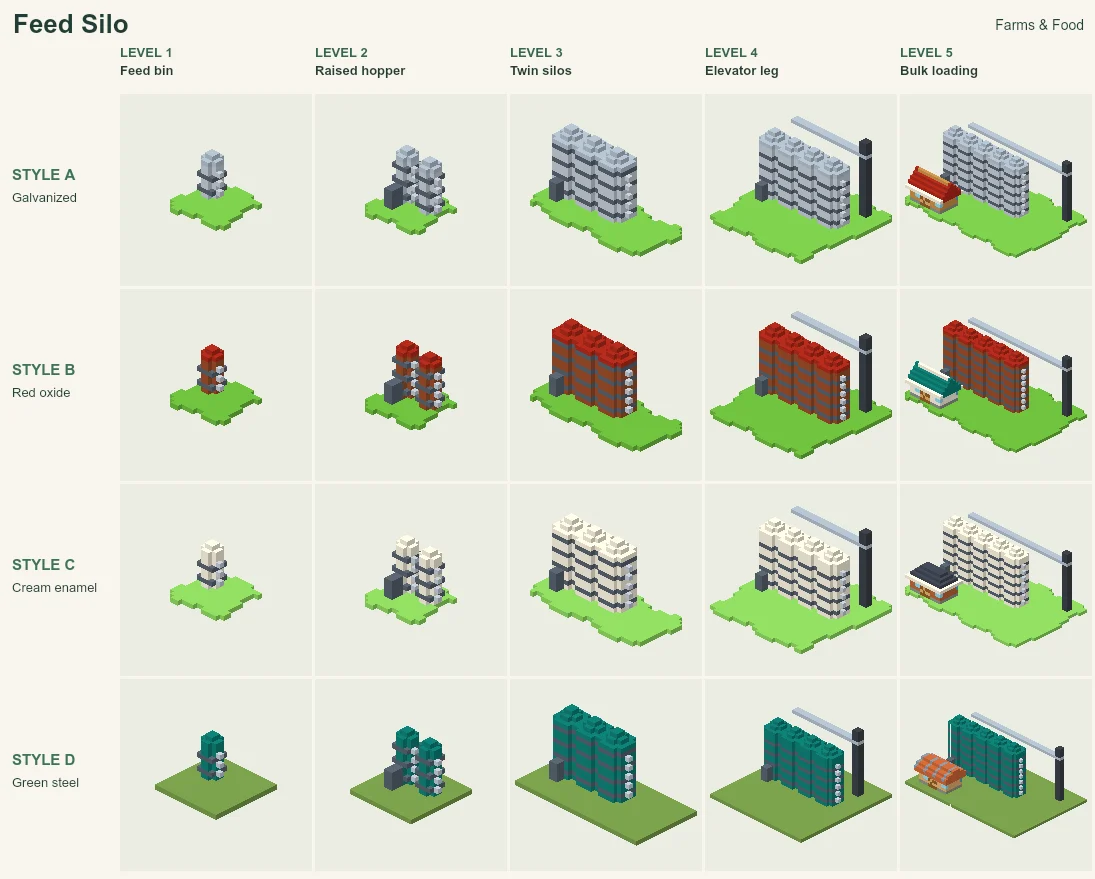 Feed Silo
Farms & Food
LEVEL 1
Feed bin
LEVEL 2
Raised hopper
LEVEL 3
Twin silos
LEVEL 4
Elevator leg
LEVEL 5
Bulk loading
STYLE A
Galvanized
STYLE B
Red oxide
STYLE C
Cream enamel
STYLE D
Green steel